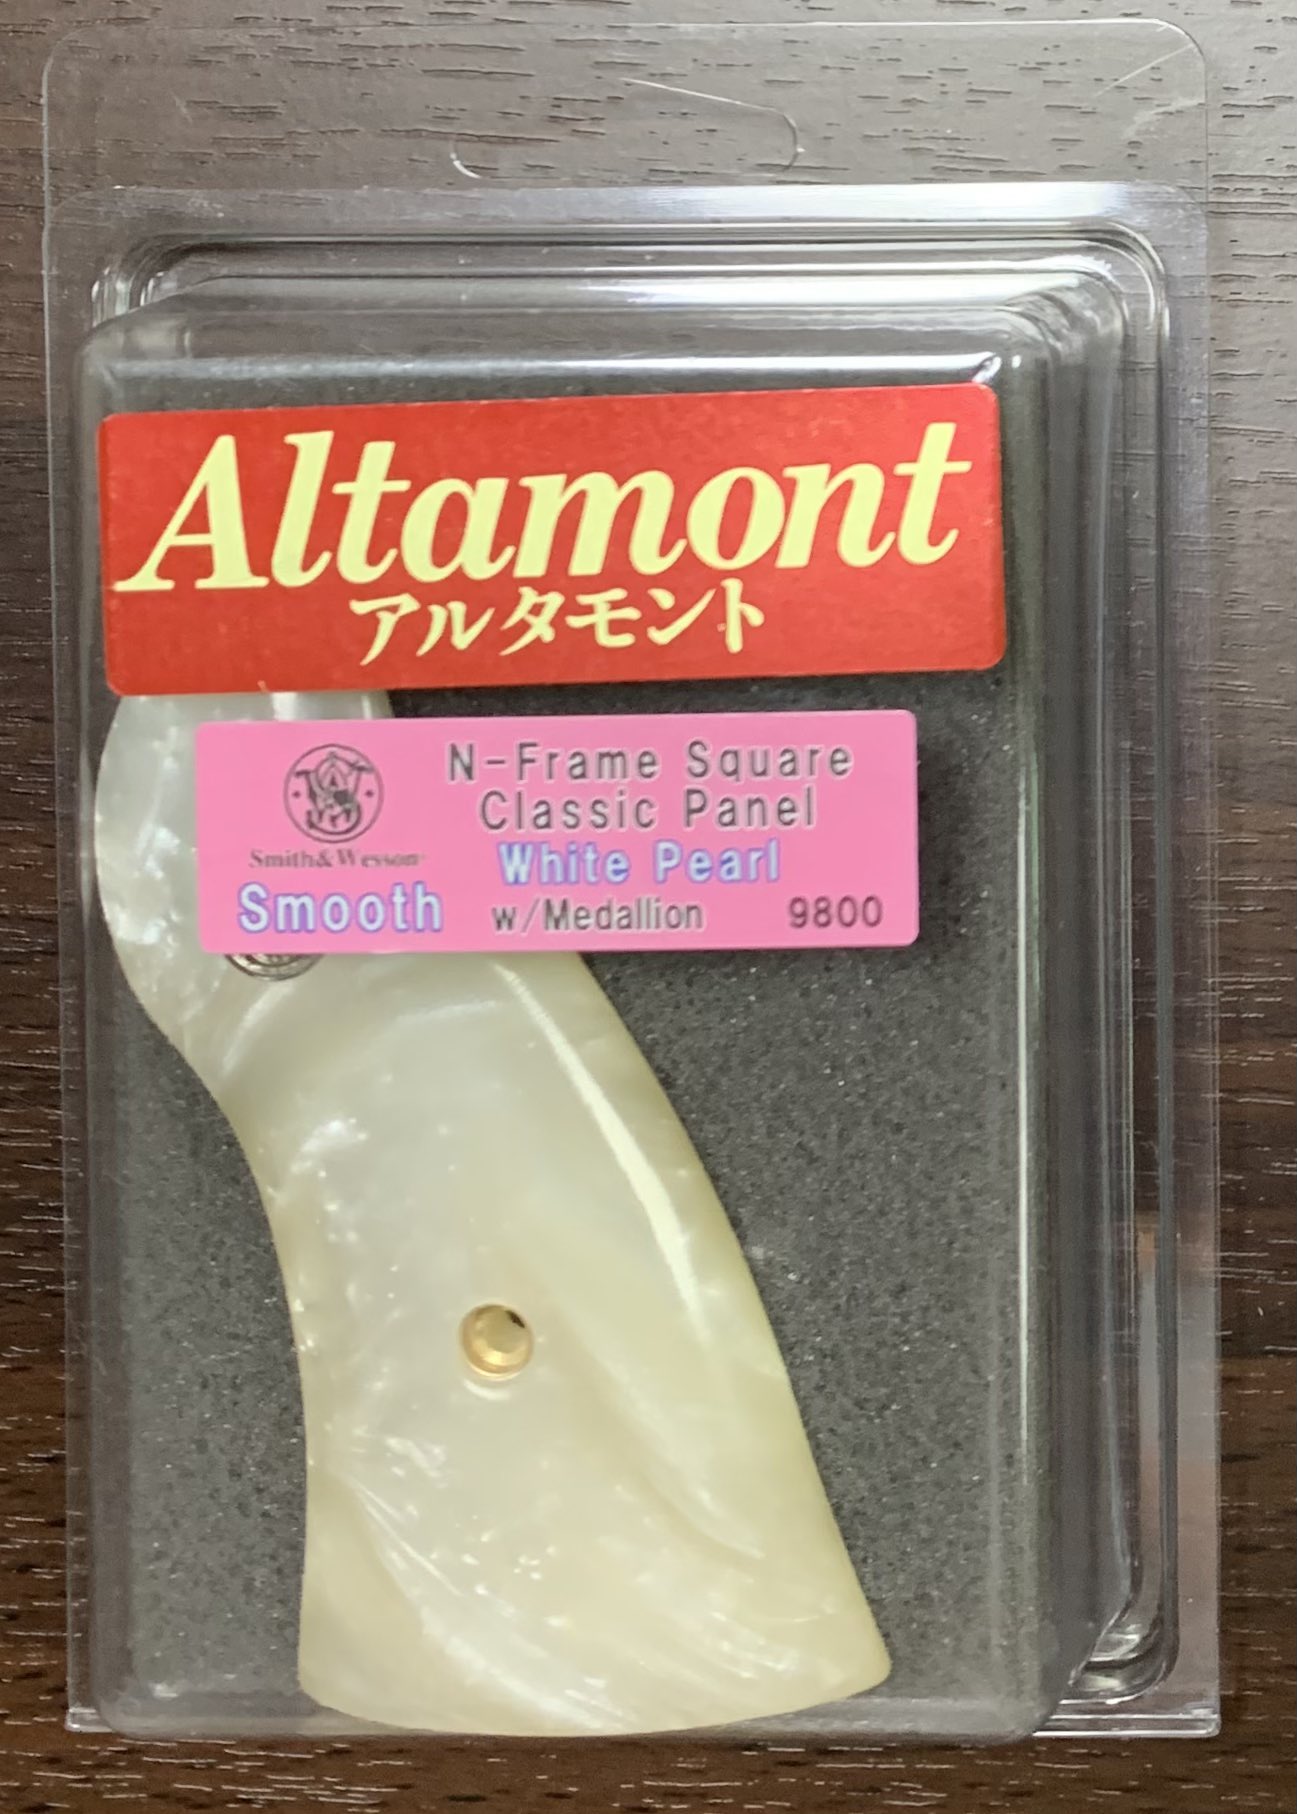 Altamont
アルタモント
N-Frame Square
Classic Panel
Smith&Wesson
White Pearl
Smooth w/Medallion 9800